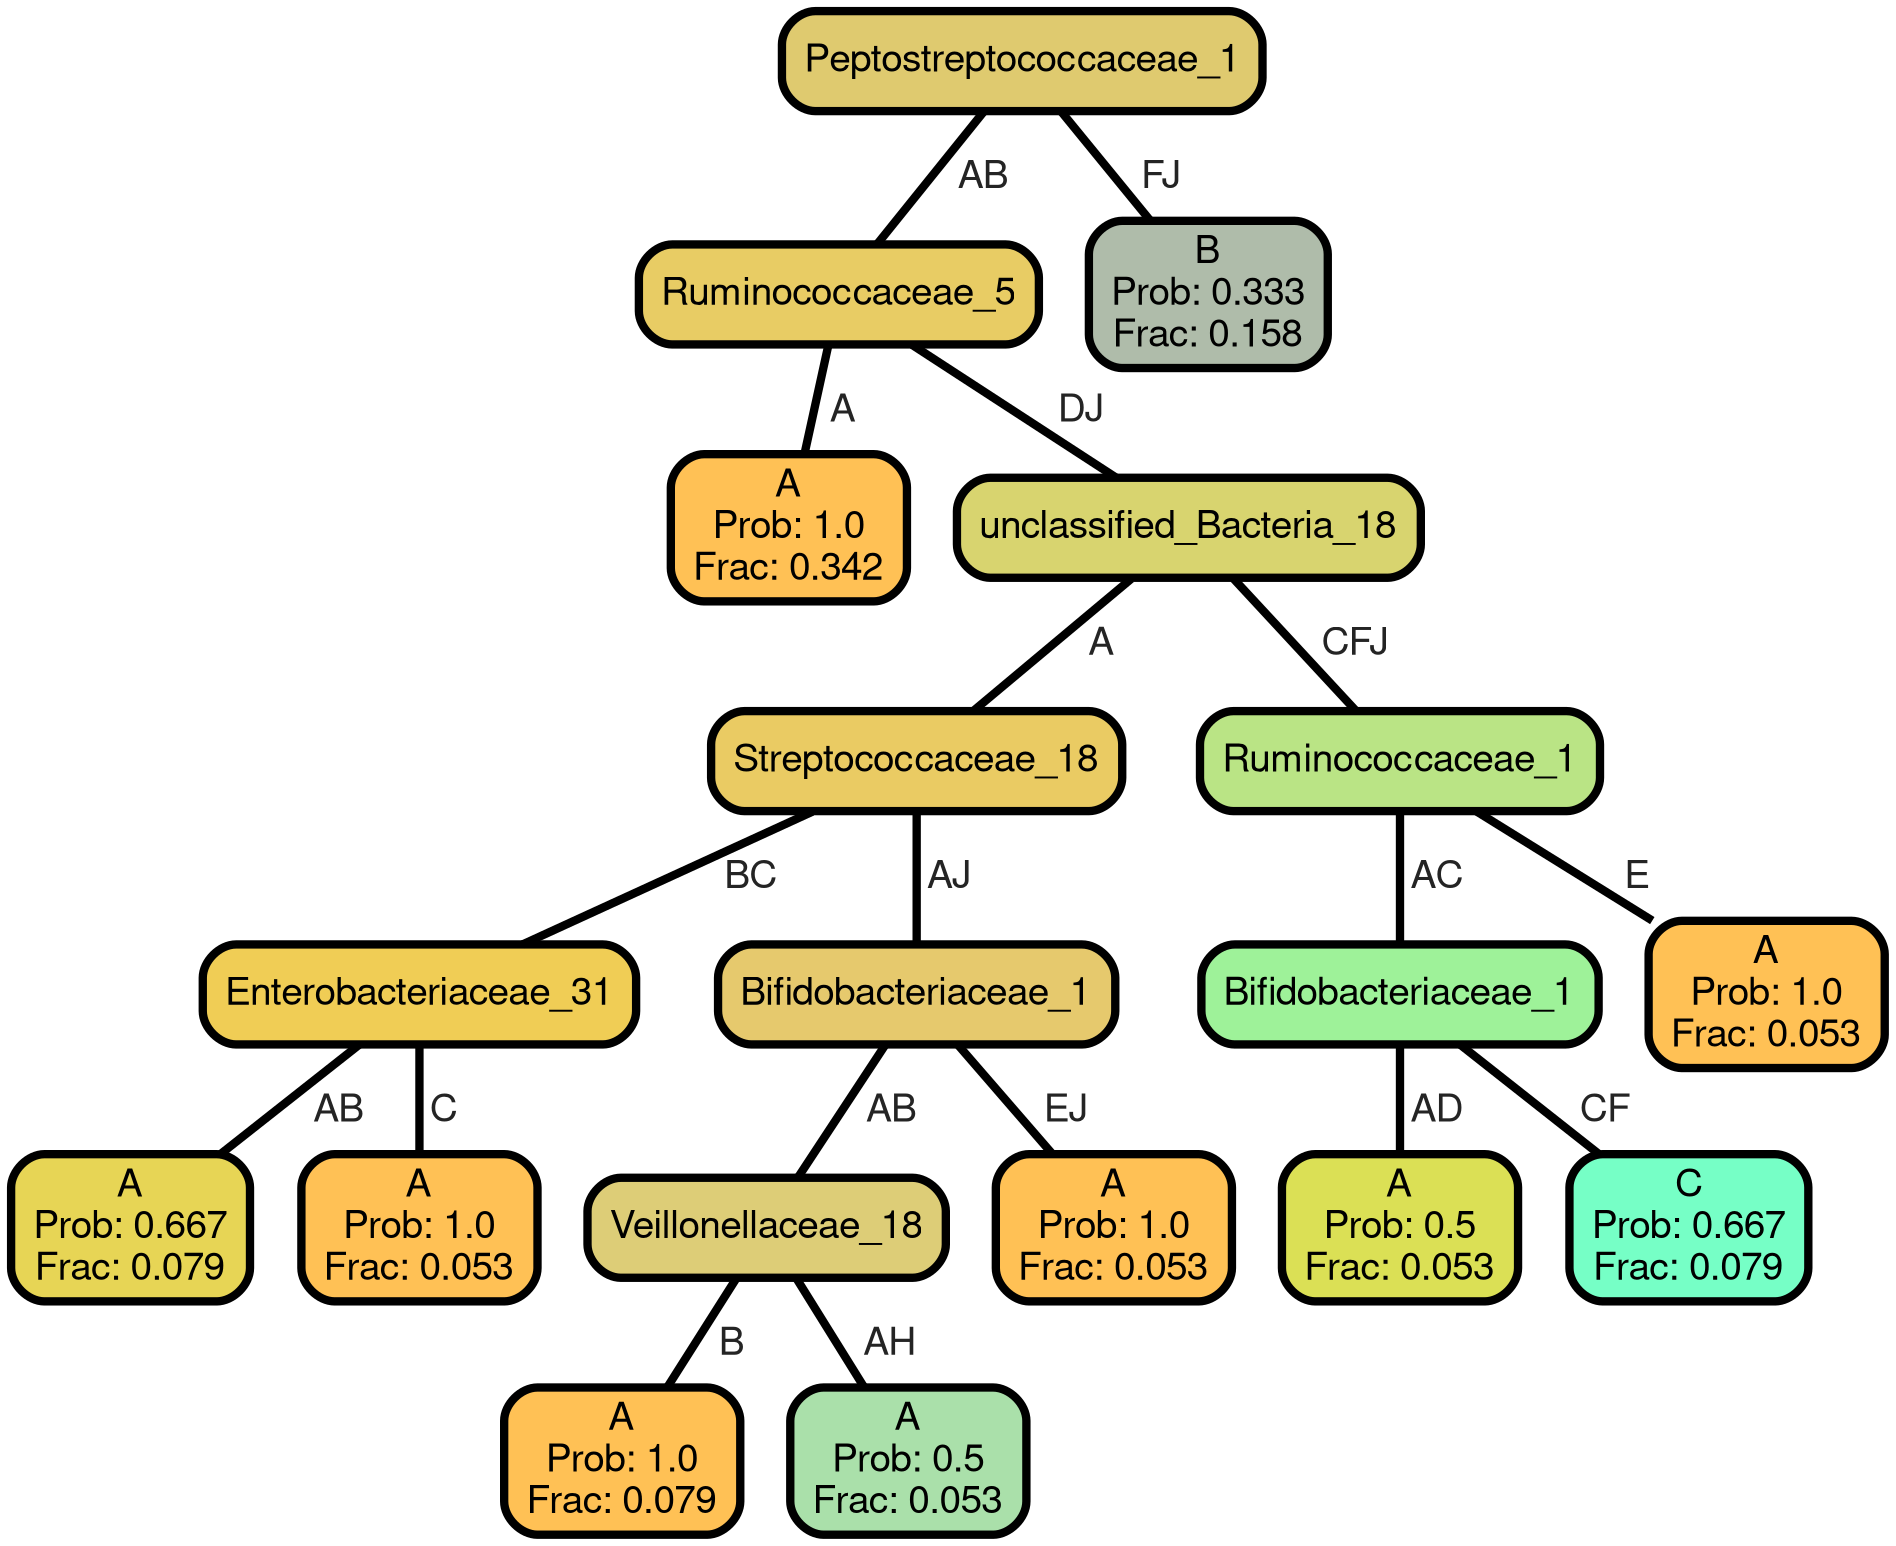 Peptostreptococcaceae_1
AB
FJ
Ruminococcaceae_5
B
Prob: 0.333
Frac: 0.158
A
DJ
A
Prob: 1.0
Frac: 0.342
unclassified_Bacteria_18
A
CFJ
Streptococcaceae_18
Ruminococcaceae_1
BC
AJ
AC
E
Enterobacteriaceae_31
Bifidobacteriaceae_1
Bifidobacteriaceae_1
A
Prob: 1.0
Frac: 0.053
AB
C
AB
EJ
AD
CF
A
Prob: 0.667
Frac: 0.079
A
Prob: 1.0
Frac: 0.053
Veillonellaceae_18
A
Prob: 1.0
Frac: 0.053
A
Prob: 0.5
Frac: 0.053
C
Prob: 0.667
Frac: 0.079
B
AH
A
Prob: 1.0
Frac: 0.079
A
Prob: 0.5
Frac: 0.053